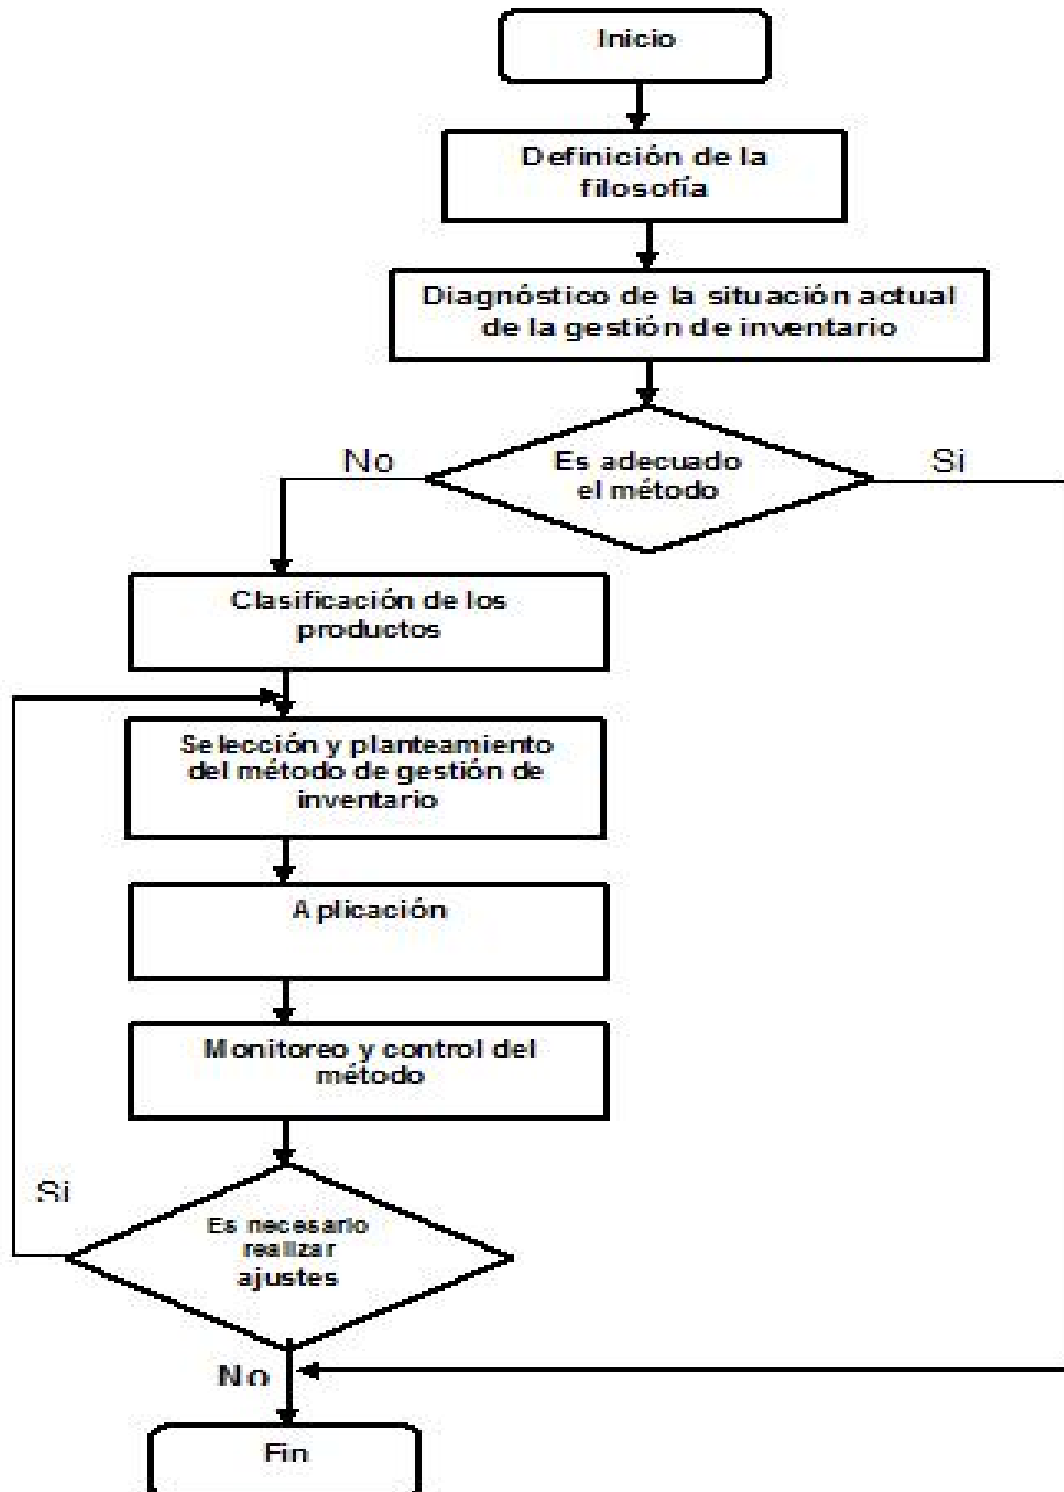 Inicio
Definición de la
filosofía
Diagnóstico de la situación actual
de la gestión de inventario
Es adecuado
el método
No
Si
Clasificación de los
productos
Selección y planteamiento
del método de gestión de
inventario
Aplicación
Monitoreo y control del
método
Es necesario
realizar
ajustes
Si
No
Fin